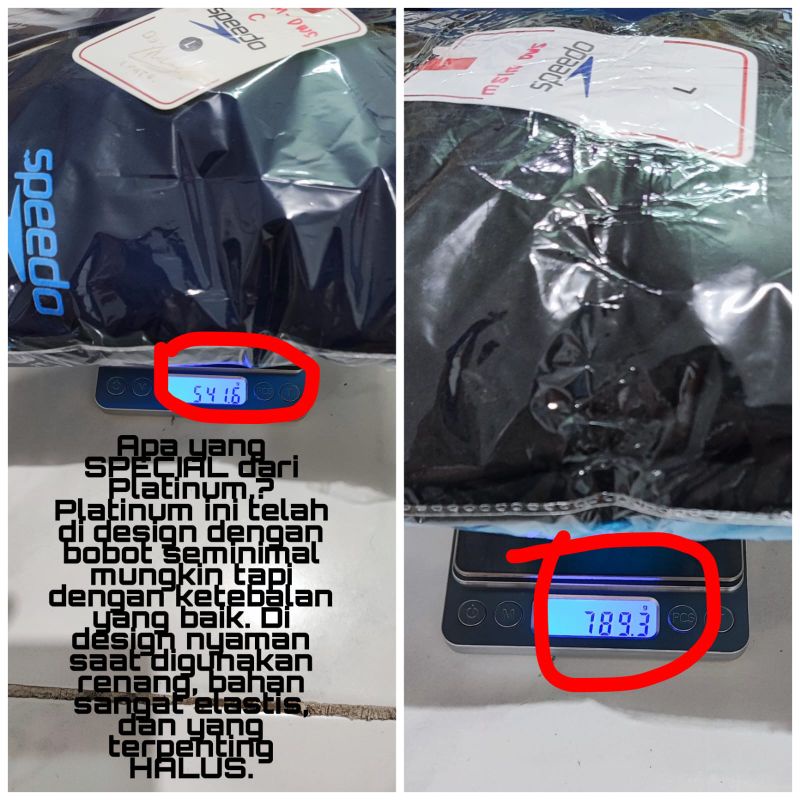 speedo
C
L
speedo
541.6
g
PCS
Apa yang
SPECIAL dari
Platinum ?
Platinum ini telah
di design dengan
bobot seminimal
mungkin tapi
dengan ketebalan
yang baik. Di
design nyaman
saat digunakan
renang, bahan
sangat elastis,
dan yang
terpenting
HALUS.
speedo
L
M
789.3
g
PCS